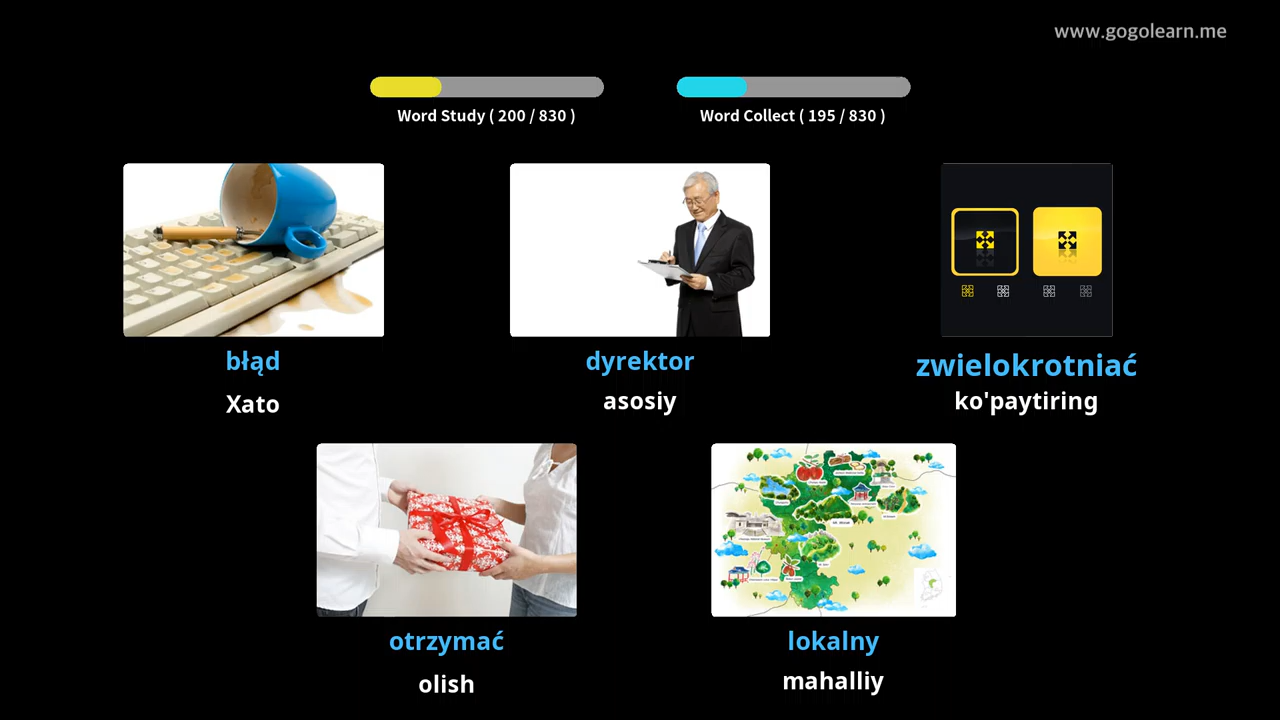 www.gogolearn.me
Word Study ( 200 / 830 )
Word Collect ( 195 / 830 )
błąd
dyrektor
zwielokrotniać
Xato
asosiy
ko'paytiring
otrzymać
lokalny
olish
mahalliy